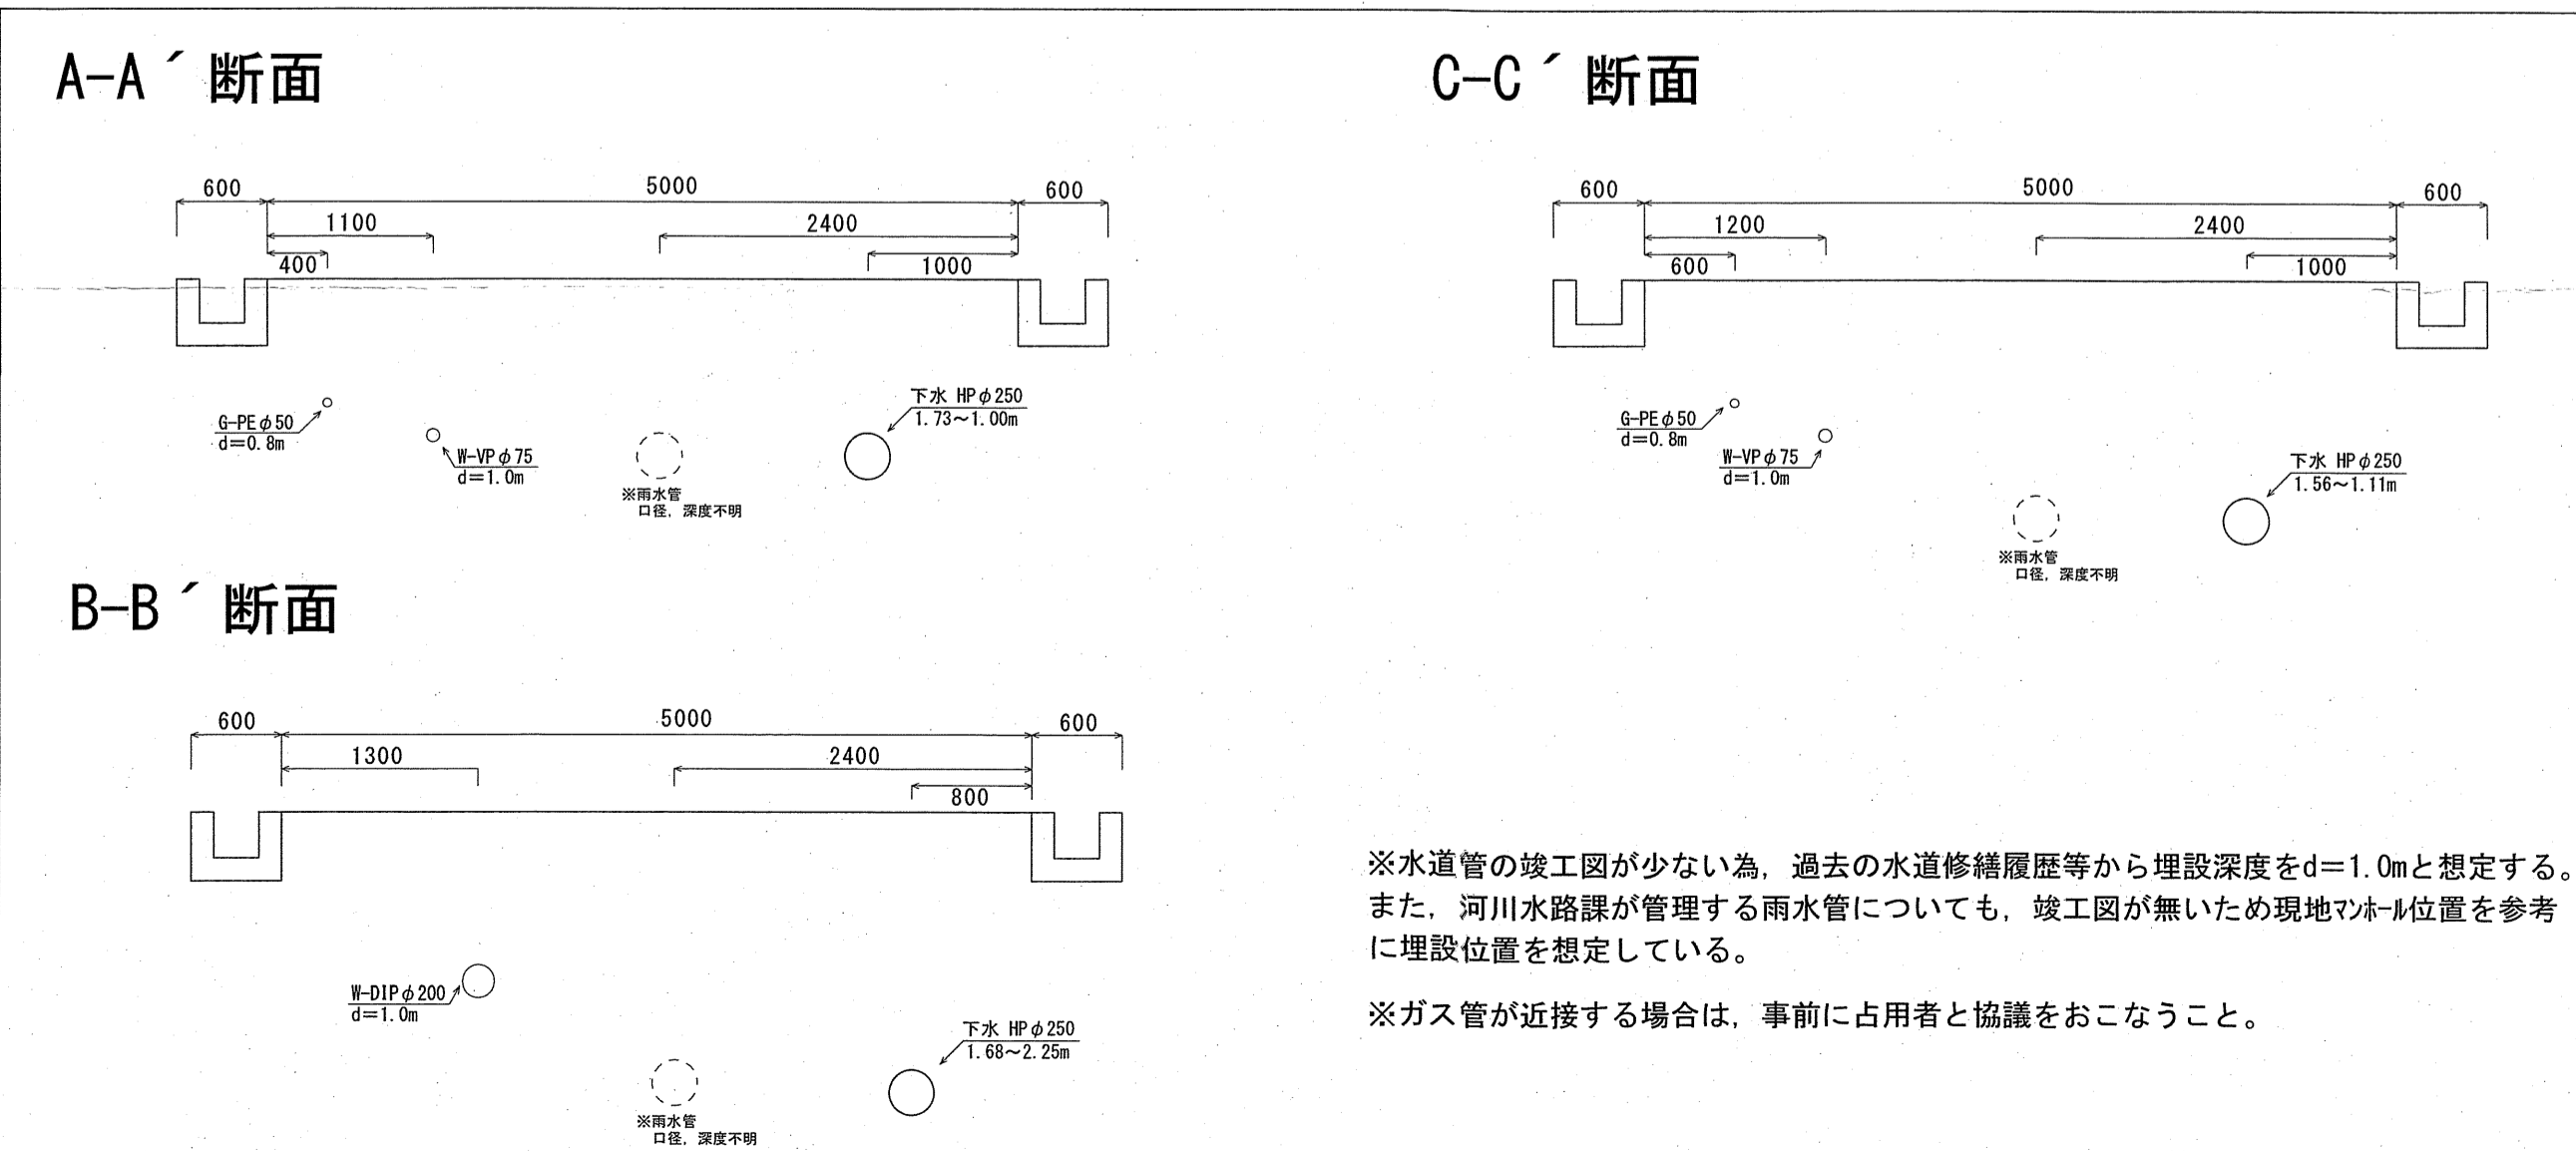 A-A´断面
600
5000
600
1100
2400
400
1000
G-PEφ50
d=0.8m
W-VPφ75
d=1.0m
※雨水管
口径，深度不明
下水 HPφ250
1.73～1.00m
B-B´断面
600
5000
600
1300
2400
800
W-DIPφ200
d=1.0m
※雨水管
口径，深度不明
下水 HPφ250
1.68～2.25m
C-C´断面
600
5000
600
1200
2400
600
1000
G-PEφ50
d=0.8m
W-VPφ75
d=1.0m
※雨水管
口径，深度不明
下水 HPφ250
1.56～1.11m
※水道管の竣工図が少ない為，過去の水道修繕履歴等から埋設深度をd＝1.0mと想定する。
また，河川水路課が管理する雨水管についても，竣工図が無いため現地ﾏﾝﾎｰﾙ位置を参考
に埋設位置を想定している。
※ガス管が近接する場合は，事前に占用者と協議をおこなうこと。